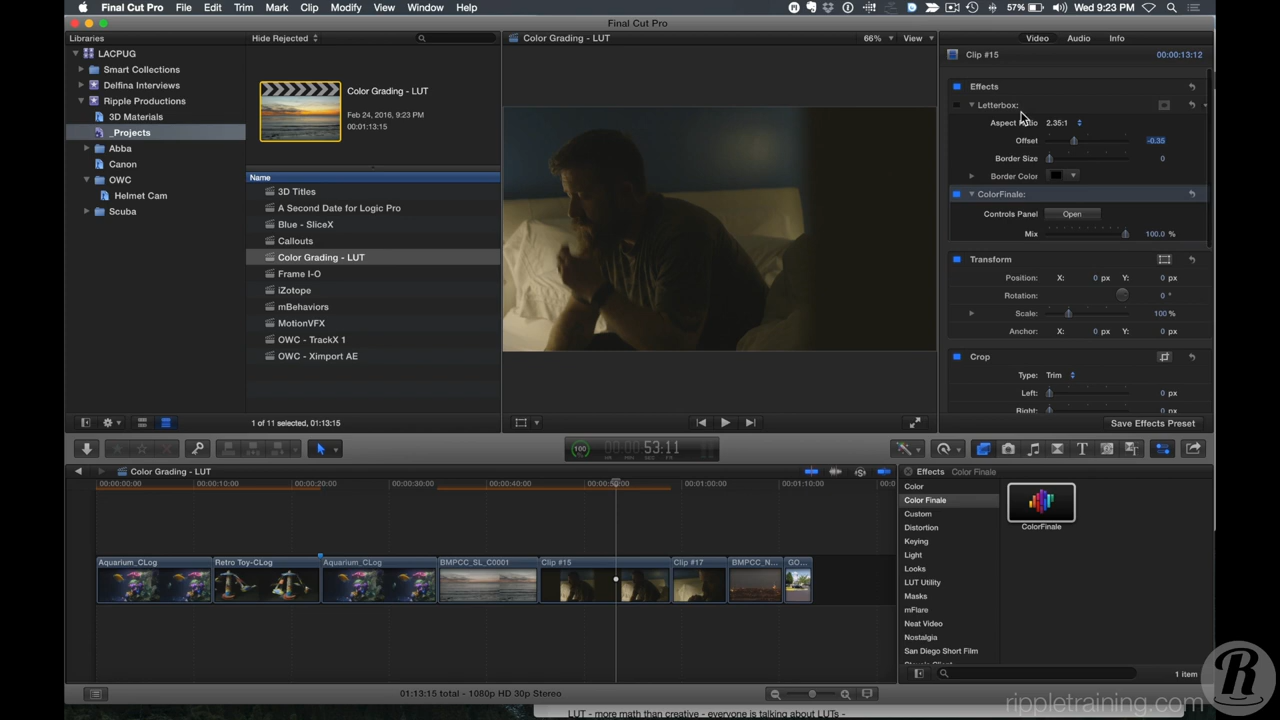 Final Cut Pro File Edit Trim Mark Clip Modify View Window Help 57% Wed 9:23 PM
Final Cut Pro
Libraries
LACPUG
Smart Collections
Delfina Interviews
Ripple Productions
3D Materials
_Projects
Abba
Canon
OWC
Helmet Cam
Scuba
Hide Rejected
Color Grading - LUT
Feb 24, 2016, 9:23 PM
00:01:13:15
Name
3D Titles
A Second Date for Logic Pro
Blue - SliceX
Callouts
Color Grading - LUT
Frame I-O
iZotope
mBehaviors
MotionVFX
OWC - TrackX 1
OWC - Ximport AE
1 of 11 selected, 01:13:15
Color Grading - LUT 66% View
Video Audio Info
Clip #15 00:00:13:12
Effects
Letterbox:
Aspect Ratio 2.35:1
Offset -0.35
Border Size 0
Border Color
ColorFinale:
Controls Panel Open
Mix 100.0 %
Transform
Position: X: 0 px Y: 0 px
Rotation: 0 °
Scale: 100 %
Anchor: X: 0 px Y: 0 px
Crop
Type: Trim
Left: 0 px
Right: 0 px
Save Effects Preset
100 53:11
Color Grading - LUT
00:00:00:00 00:00:10:00 00:00:20:00 00:00:30:00 00:00:40:00 00:01:00:00 00:01:10:00
Aquarium_CLog Retro Toy-CLog Aquarium_CLog BMPCC_SL_C0001 Clip #15 Clip #17 BMPCC_N... GO...
Effects Color Finale
Color
Color Finale
Custom
Distortion
Keying
Light
Looks
LUT Utility
Masks
mFlare
Neat Video
Nostalgia
San Diego Short Film
ColorFinale
1 item
01:13:15 total - 1080p HD 30p Stereo
R
rippletraining.com
LUT - more math than creative - everyone is talking about LUTs -